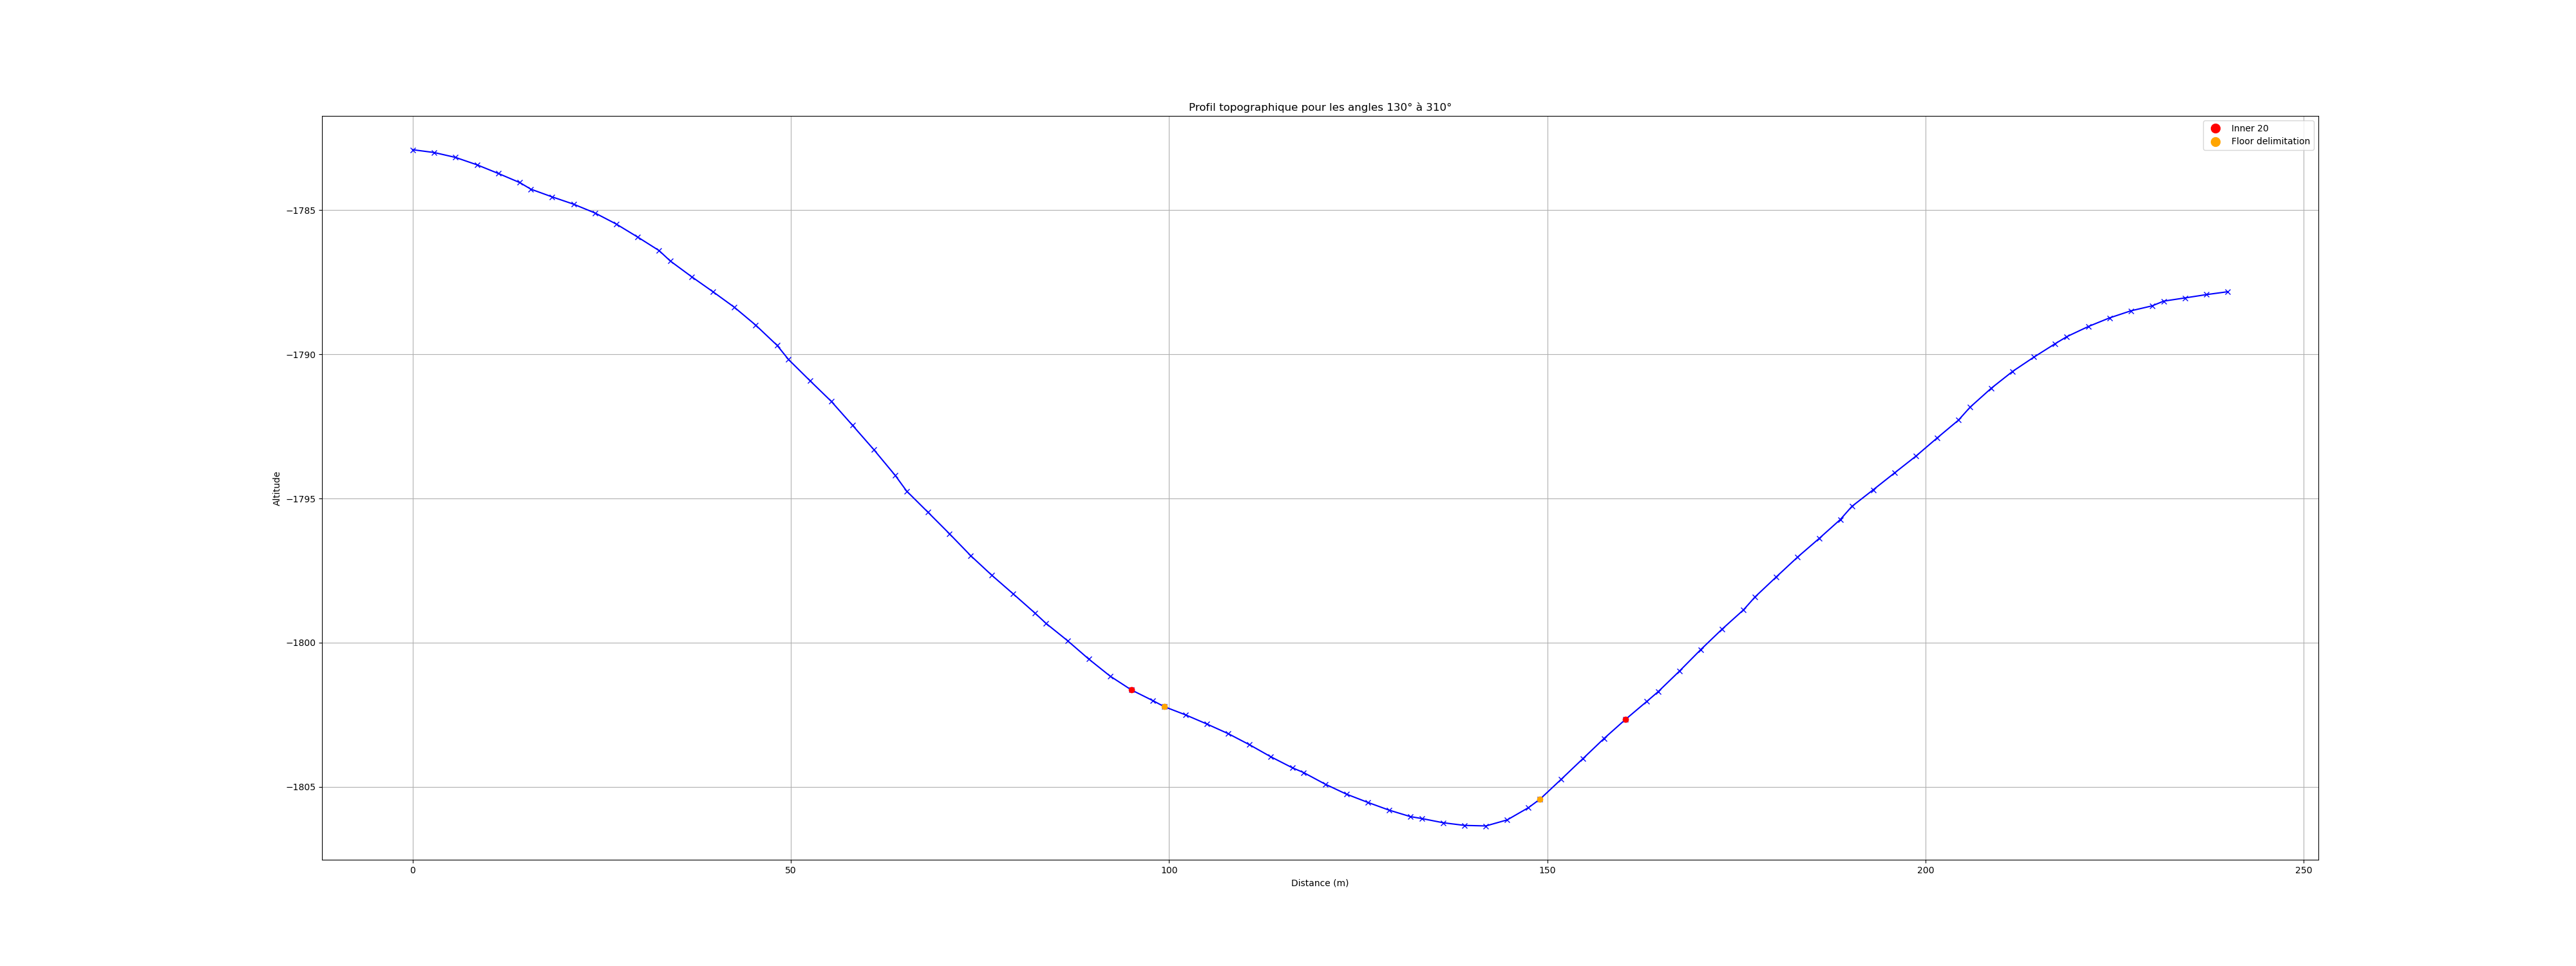 Profil topographique pour les angles 130° à 310°
Inner 20
Floor delimitation
Altitude
−1785
−1790
−1795
−1800
−1805
0
50
100
150
200
250
Distance (m)